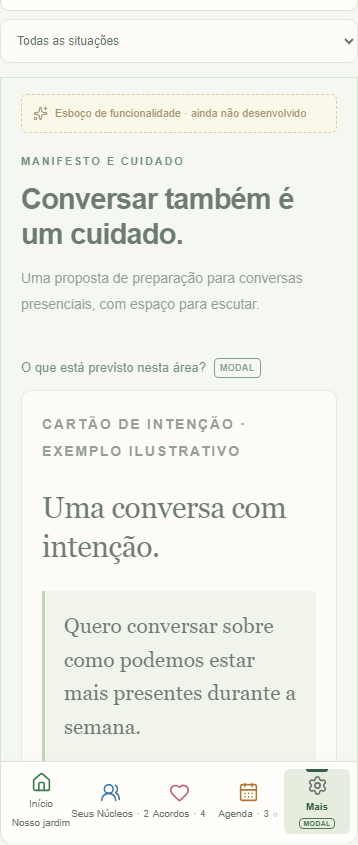 Todas as situações
Esboço de funcionalidade · ainda não desenvolvido
MANIFESTO E CUIDADO
Conversar também é
um cuidado.
Uma proposta de preparação para conversas
presenciais, com espaço para escutar.
O que está previsto nesta área? MODAL
CARTÃO DE INTENÇÃO ·
EXEMPLO ILUSTRATIVO
Uma conversa com
intenção.
Quero conversar sobre
como podemos estar
mais presentes durante a
semana.
Início
Nosso jardim
Seus Núcleos · 2
Acordos · 4
Agenda · 3
Mais
MODAL